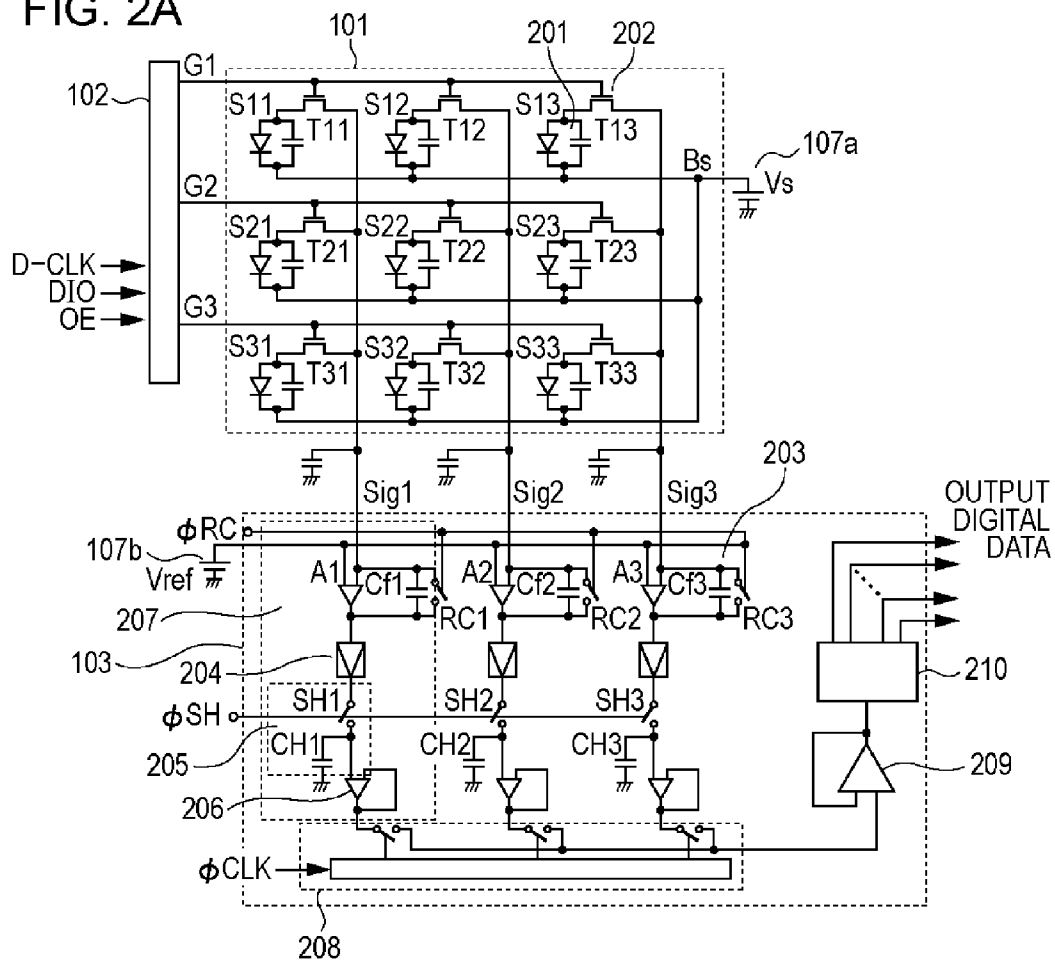 FIG. 2A
101
201
202
102
G1
S11
S12
S13
T11
T12
T13
107a
Bs
Vs
G2
S21
S22
S23
T21
T22
T23
D-CLK
DIO
OE
G3
S31
S32
S33
T31
T32
T33
203
Sig1
Sig2
Sig3
OUTPUT
DIGITAL
DATA
ϕRC
107b
Vref
A1
Cf1
A2
Cf2
A3
Cf3
RC1
RC2
RC3
207
103
204
210
SH1
SH2
SH3
ϕSH
CH1
CH2
CH3
205
206
209
ϕCLK
208